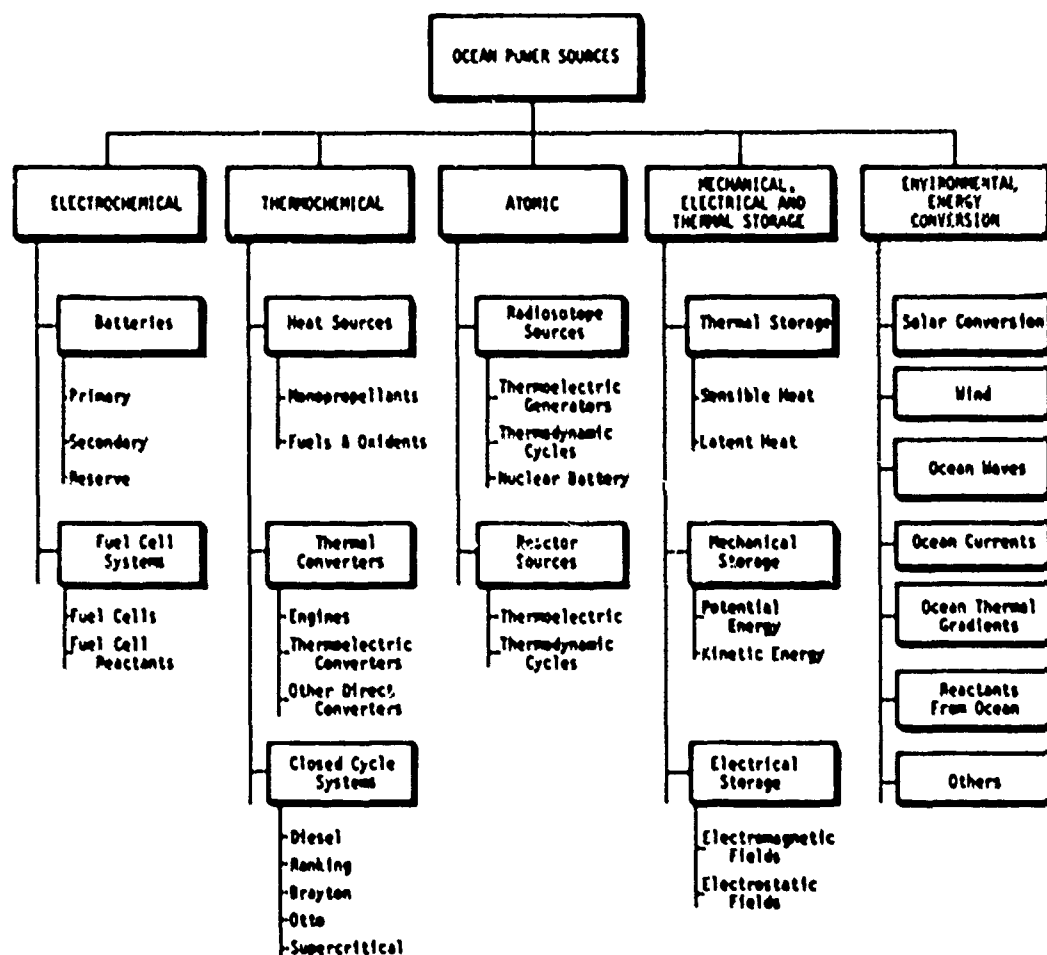 OCEAN POWER SOURCES
ELECTROCHEMICAL
Batteries
Primary
Secondary
Reserve
Fuel Cell
Systems
Fuel Cells
Fuel Cell
Reactants
THERMOCHEMICAL
Heat Sources
Monopropellants
Fuels & Oxidents
Thermal
Converters
Engines
Thermoelectric
Converters
Other Direct
Converters
Closed Cycle
Systems
Diesel
Ranking
Brayton
Otto
Supercritical
ATOMIC
Radiosotope
Sources
Thermoelectric
Generators
Thermodynamic
Cycles
Nuclear Battery
Reactor
Sources
Thermoelectric
Thermodynamic
Cycles
MECHANICAL,
ELECTRICAL AND
THERMAL STORAGE
Thermal Storage
Sensible Heat
Latent Heat
Mechanical
Storage
Potential
Energy
Kinetic Energy
Electrical
Storage
Electromagnetic
Fields
Electrostatic
Fields
ENVIRONMENTAL,
ENERGY
CONVERSION
Solar Conversion
Wind
Ocean Waves
Ocean Currents
Ocean Thermal
Gradients
Reactants
From Ocean
Others